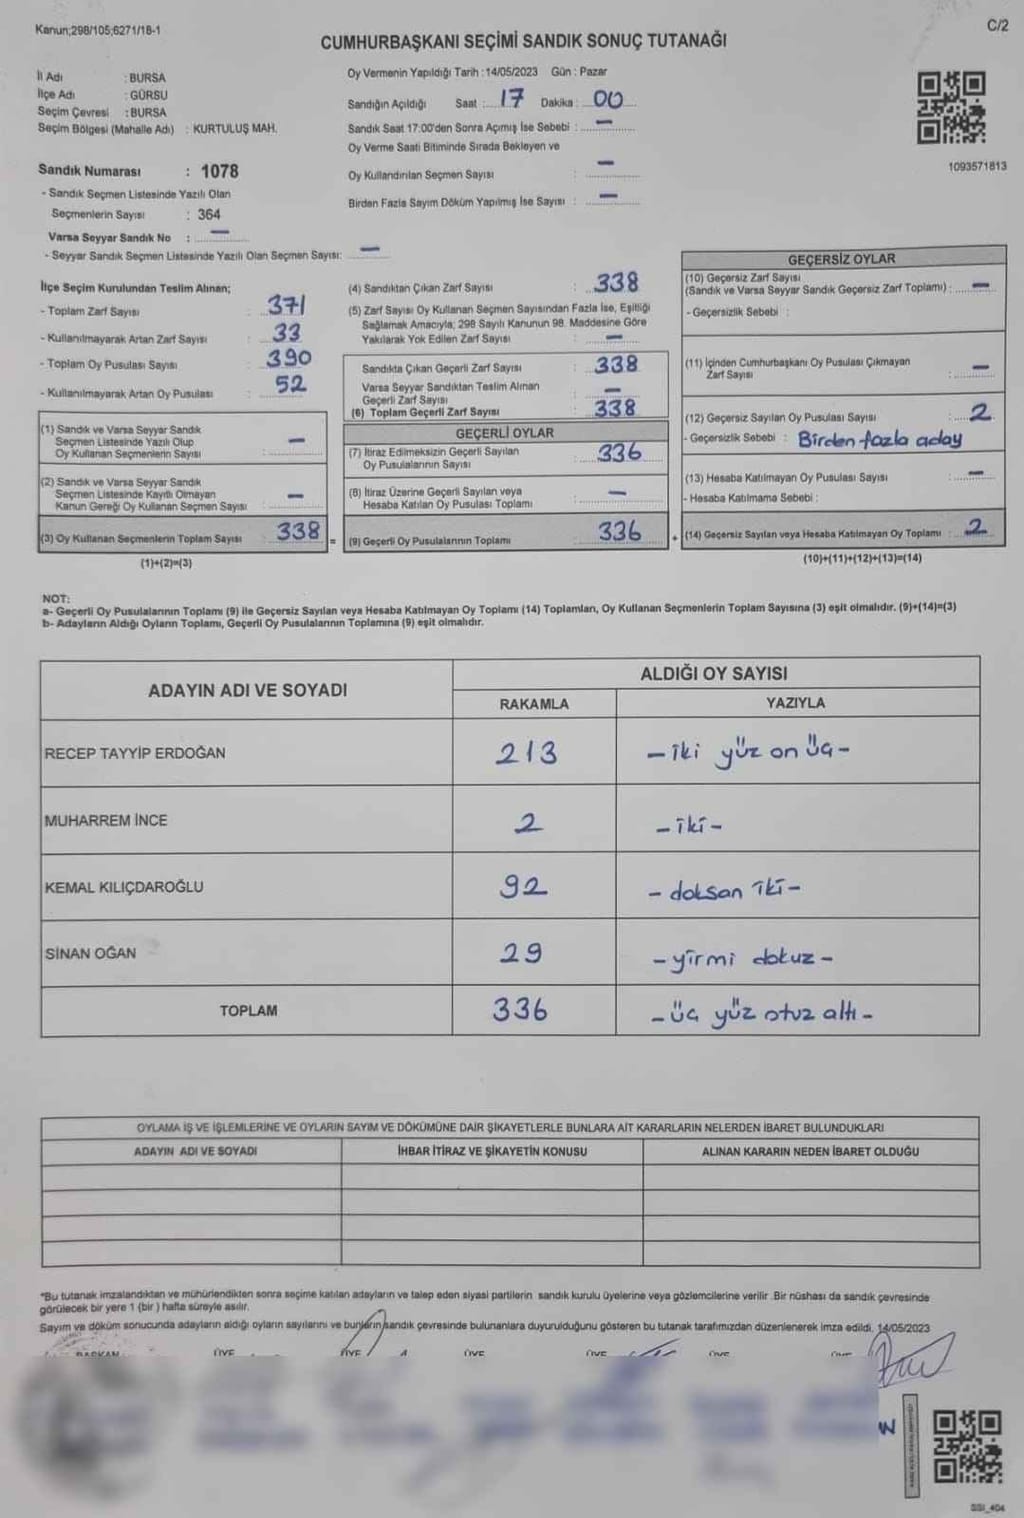 Kanun;298/105;6271/18-1
C/2
CUMHURBAŞKANI SEÇİMİ SANDIK SONUÇ TUTANAĞI
İl Adı : BURSA
İlçe Adı : GÜRSU
Seçim Çevresi : BURSA
Seçim Bölgesi (Mahalle Adı) : KURTULUŞ MAH.
Sandık Numarası : 1078
- Sandık Seçmen Listesinde Yazılı Olan
Seçmenlerin Sayısı : 364
Varsa Seyyar Sandık No : —
- Seyyar Sandık Seçmen Listesinde Yazılı Olan Seçmen Sayısı: —
Oy Vermenin Yapıldığı Tarih :14/05/2023 Gün : Pazar
Sandığın Açıldığı Saat : 17 Dakika : 00
Sandık Saat 17:00'den Sonra Açımış İse Sebebi : —
Oy Verme Saati Bitiminde Sırada Bekleyen ve
Oy Kullandırılan Seçmen Sayısı : —
Birden Fazla Sayım Döküm Yapılmış İse Sayısı : —
1093571813
İlçe Seçim Kurulundan Teslim Alınan;
- Toplam Zarf Sayısı : 371
- Kullanılmayarak Artan Zarf Sayısı : 33
- Toplam Oy Pusulası Sayısı : 390
- Kullanılmayarak Artan Oy Pusulası : 52
(1) Sandık ve Varsa Seyyar Sandık
Seçmen Listesinde Yazılı Olup
Oy Kullanan Seçmenlerin Sayısı : —
(2) Sandık ve Varsa Seyyar Sandık
Seçmen Listesinde Kayıtlı Olmayan
Kanun Gereği Oy Kullanan Seçmen Sayısı : —
(3) Oy Kullanan Seçmenlerin Toplam Sayısı : 338 =
(1)+(2)=(3)
(4) Sandıktan Çıkan Zarf Sayısı : 338
(5) Zarf Sayısı Oy Kullanan Seçmen Sayısından Fazla İse, Eşitliği
Sağlamak Amacıyla, 298 Sayılı Kanunun 98. Maddesine Göre
Yakılarak Yok Edilen Zarf Sayısı : —
Sandıkta Çıkan Geçerli Zarf Sayısı : 338
Varsa Seyyar Sandıktan Teslim Alınan
Geçerli Zarf Sayısı : —
(6) Toplam Geçerli Zarf Sayısı : 338
GEÇERLİ OYLAR
(7) İtiraz Edilmeksizin Geçerli Sayılan
Oy Pusulalarının Sayısı : 336
(8) İtiraz Üzerine Geçerli Sayılan veya
Hesaba Katılan Oy Pusulası Toplamı : —
(9) Geçerli Oy Pusulalarının Toplamı : 336 +
GEÇERSİZ OYLAR
(10) Geçersiz Zarf Sayısı
(Sandık ve Varsa Seyyar Sandık Geçersiz Zarf Toplamı) : —
- Geçersizlik Sebebi :
(11) İçinden Cumhurbaşkanı Oy Pusulası Çıkmayan
Zarf Sayısı : —
(12) Geçersiz Sayılan Oy Pusulası Sayısı : 2
- Geçersizlik Sebebi : Birden fazla aday
(13) Hesaba Katılmayan Oy Pusulası Sayısı : —
- Hesaba Katılmama Sebebi :
(14) Geçersiz Sayılan veya Hesaba Katılmayan Oy Toplamı : 2
(10)+(11)+(12)+(13)=(14)
NOT:
a- Geçerli Oy Pusulalarının Toplamı (9) ile Geçersiz Sayılan veya Hesaba Katılmayan Oy Toplamı (14) Toplamları, Oy Kullanan Seçmenlerin Toplam Sayısına (3) eşit olmalıdır. (9)+(14)=(3)
b- Adayların Aldığı Oyların Toplamı, Geçerli Oy Pusulalarının Toplamına (9) eşit olmalıdır.
ADAYIN ADI VE SOYADI
ALDIĞI OY SAYISI
RAKAMLA YAZIYLA
RECEP TAYYİP ERDOĞAN 213 - iki yüz on üç -
MUHARREM İNCE 2 - iki -
KEMAL KILIÇDAROĞLU 92 - doksan iki -
SİNAN OĞAN 29 - yirmi dokuz -
TOPLAM 336 - üç yüz otuz altı -
OYLAMA İŞ VE İŞLEMLERİNE VE OYLARIN SAYIM VE DÖKÜMÜNE DAİR ŞİKAYETLERLE BUNLARA AİT KARARLARIN NELERDEN İBARET BULUNDUKLARI
ADAYIN ADI VE SOYADI İHBAR İTİRAZ VE ŞİKAYETİN KONUSU ALINAN KARARIN NEDEN İBARET OLDUĞU
*Bu tutanak imzalandıktan ve mühürlendikten sonra seçime katılan adayların ve talep eden siyasi partilerin sandık kurulu üyelerine veya gözlemcilerine verilir .Bir nüshası da sandık çevresinde
görülecek bir yere 1 (bir ) hafta süreyle asılır.
Sayım ve döküm sonucunda adayların aldığı oyların sayılarını ve bunların sandık çevresinde bulunanlara duyurulduğunu gösteren bu tutanak tarafımızdan düzenlenerek imza edildi. 14/05/2023
BAŞKAN ÜYE ÜYE ÜYE ÜYE ÜYE
SSI_404